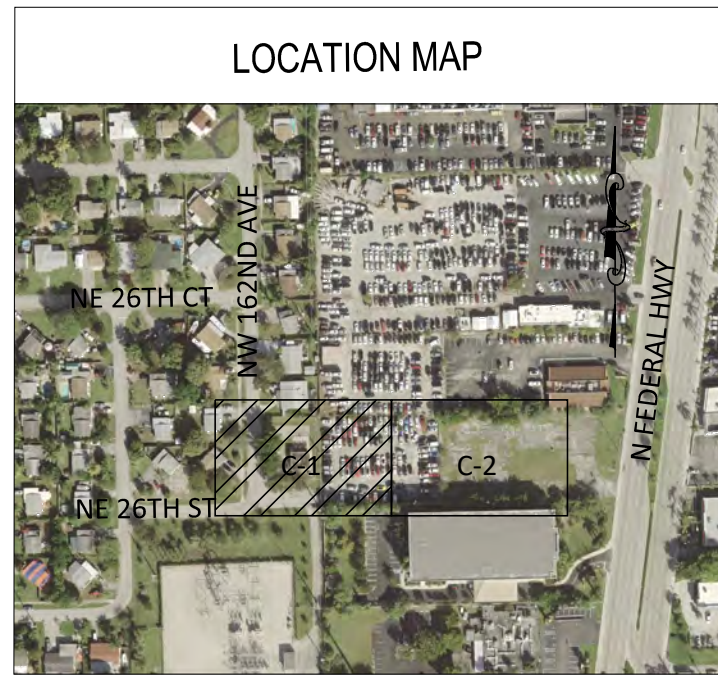 LOCATION MAP
NW 162ND AVE
NE 26TH CT
N FEDERAL HWY
C-1
C-2
NE 26TH ST